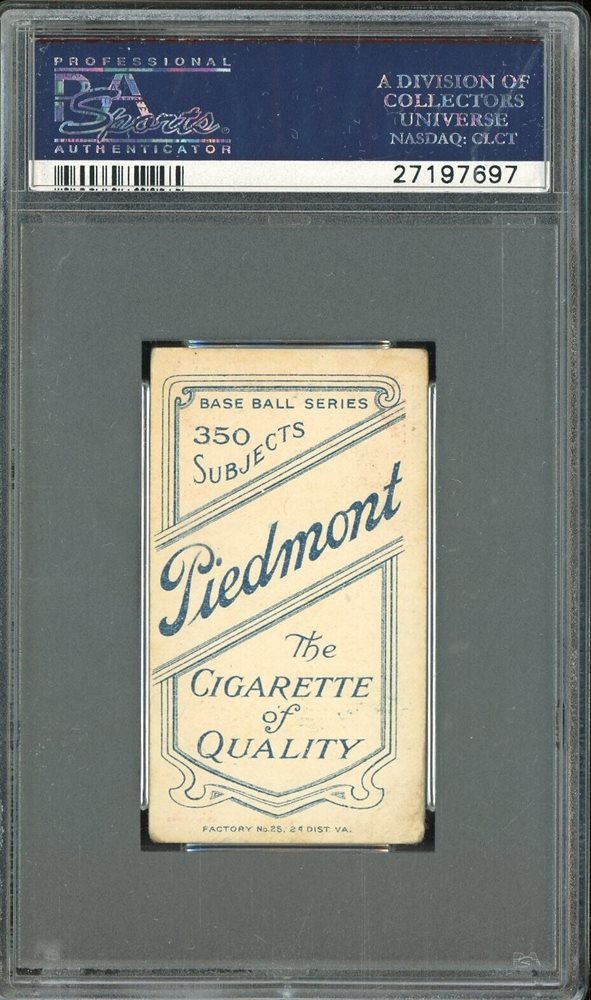 PROFESSIONAL
PSA
Sports
AUTHENTICATOR
A DIVISION OF
COLLECTORS
UNIVERSE
NASDAQ: CLCT
27197697
BASE BALL SERIES
350
SUBJECTS
Piedmont
The
CIGARETTE
of
QUALITY
FACTORY No. 25, 2d DIST. VA.
PSA